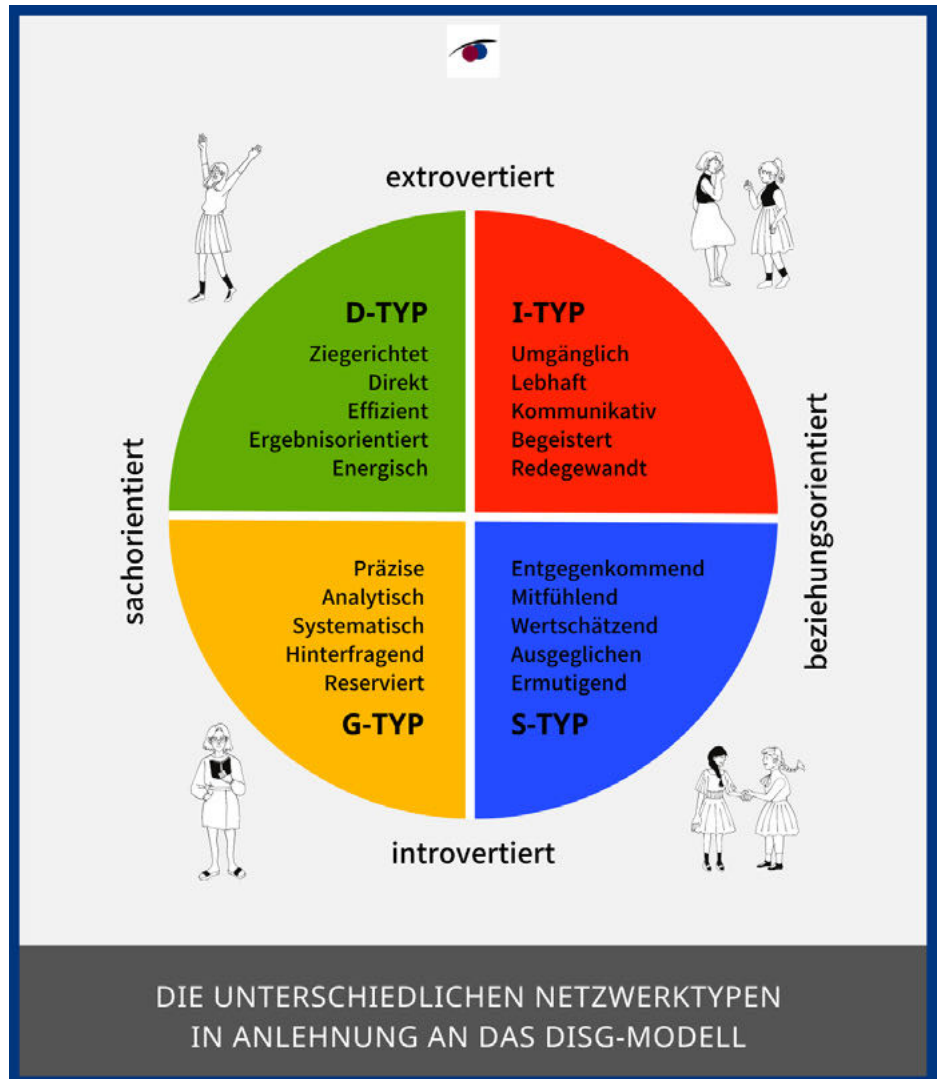 extrovertiert
D-TYP
Ziegerichtet
Direkt
Effizient
Ergebnisorientiert
Energisch
I-TYP
Umgänglich
Lebhaft
Kommunikativ
Begeistert
Redegewandt
sachorientiert
beziehungsorientiert
Präzise
Analytisch
Systematisch
Hinterfragend
Reserviert
G-TYP
Entgegenkommend
Mitfühlend
Wertschätzend
Ausgeglichen
Ermutigend
S-TYP
introvertiert
DIE UNTERSCHIEDLICHEN NETZWERKTYPEN
IN ANLEHNUNG AN DAS DISG-MODELL